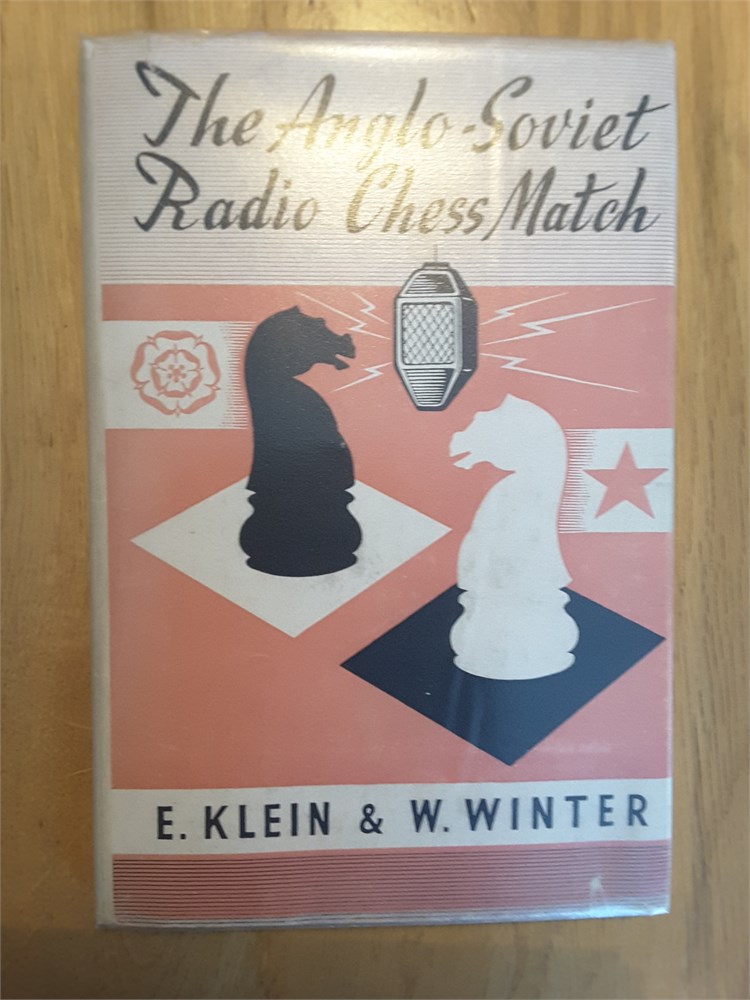 The Anglo-Soviet
Radio Chess Match
E. KLEIN & W. WINTER